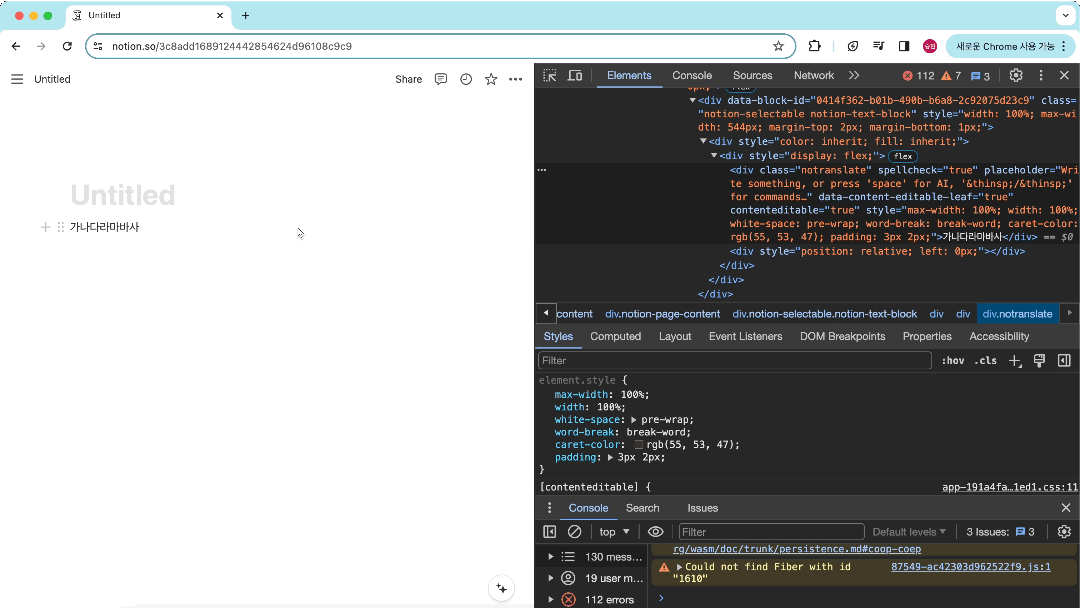 Untitled
notion.so/3c8add1689124442854624d96108c9c9
새로운 Chrome 사용 가능
Untitled
Share
Untitled
가나다라마바사
Elements Console Sources Network
112 7 3
<div data-block-id="0414f362-b01b-490b-b6a8-2c92075d23c9" class=
"notion-selectable notion-text-block" style="width: 100%; max-wi
dth: 544px; margin-top: 2px; margin-bottom: 1px;">
<div style="color: inherit; fill: inherit;">
<div style="display: flex;"> flex
<div class="notranslate" spellcheck="true" placeholder="Wri
te something, or press 'space' for AI, '&thinsp;/&thinsp;'
for commands…" data-content-editable-leaf="true"
contenteditable="true" style="max-width: 100%; width: 100%;
white-space: pre-wrap; word-break: break-word; caret-color:
rgb(55, 53, 47); padding: 3px 2px;">가나다라마바사</div> == $0
<div style="position: relative; left: 0px;"></div>
</div>
</div>
</div>
content div.notion-page-content div.notion-selectable.notion-text-block div div div.notranslate
Styles Computed Layout Event Listeners DOM Breakpoints Properties Accessibility
Filter :hov .cls
element.style {
max-width: 100%;
width: 100%;
white-space: pre-wrap;
word-break: break-word;
caret-color: rgb(55, 53, 47);
padding: 3px 2px;
}
[contenteditable] { app-191a4fa…1ed1.css:11
Console Search Issues
top Filter Default levels 3 Issues: 3
130 mess…
19 user m…
112 errors
rg/wasm/doc/trunk/persistence.md#coop-coep
Could not find Fiber with id 87549-ac42303d962522f9.js:1
"1610"